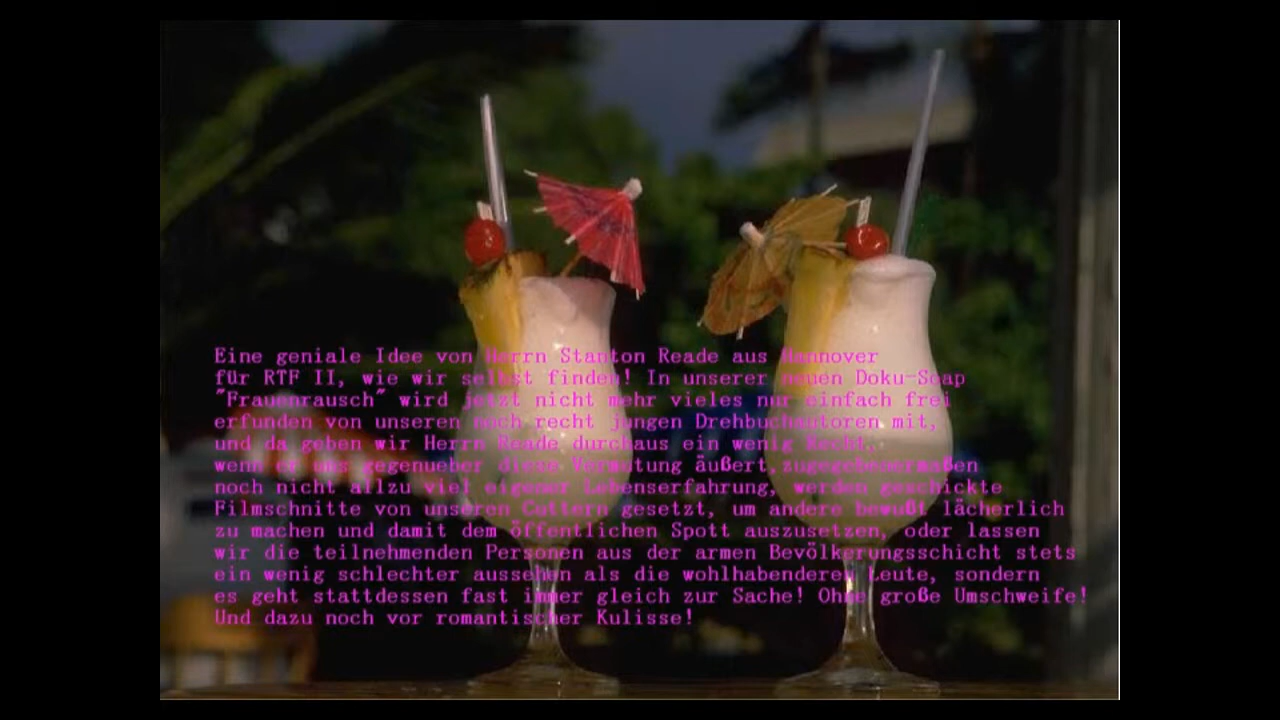 Eine geniale Idee von Herrn Stanton Reade aus Hannover
für RTF II, wie wir selbst finden! In unserer neuen Doku-Soap
"Frauenrausch" wird jetzt nicht mehr vieles nur einfach frei
erfunden von unseren noch recht jungen Drehbuchautoren mit,
und da geben wir Herrn Reade durchaus ein wenig Recht,
wenn er uns gegenueber diese Vermutung äußert,zugegebenermaßen
noch nicht allzu viel eigener Lebenserfahrung, werden geschickte
Filmschnitte von unseren Cuttern gesetzt, um andere bewußt lächerlich
zu machen und damit dem öffentlichen Spott auszusetzen, oder lassen
wir die teilnehmenden Personen aus der armen Bevölkerungsschicht stets
ein wenig schlechter aussehen als die wohlhabenderen Leute, sondern
es geht stattdessen fast immer gleich zur Sache! Ohne große Umschweife!
Und dazu noch vor romantischer Kulisse!